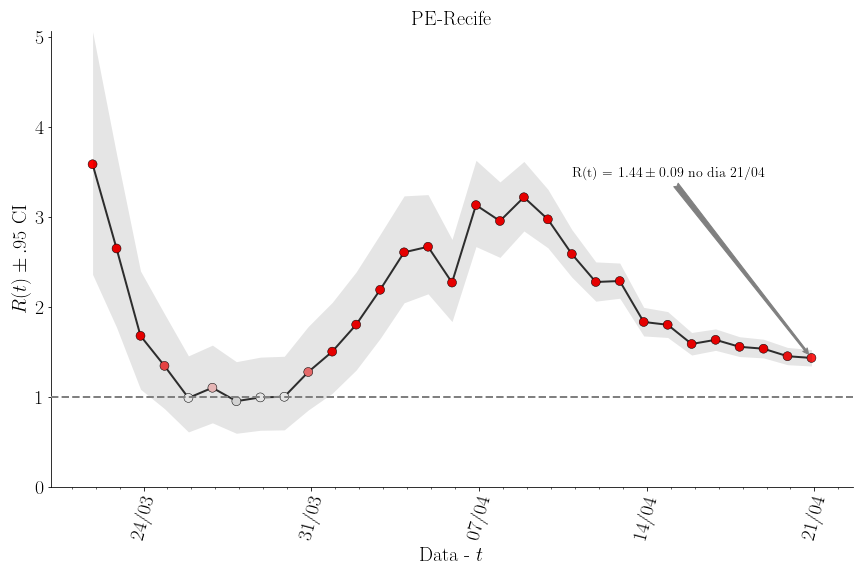 PE-Recife
R(t) ± .95 CI
5
4
3
2
1
0
R(t) = 1.44 ± 0.09 no dia 21/04
24/03
31/03
07/04
14/04
21/04
Data - t